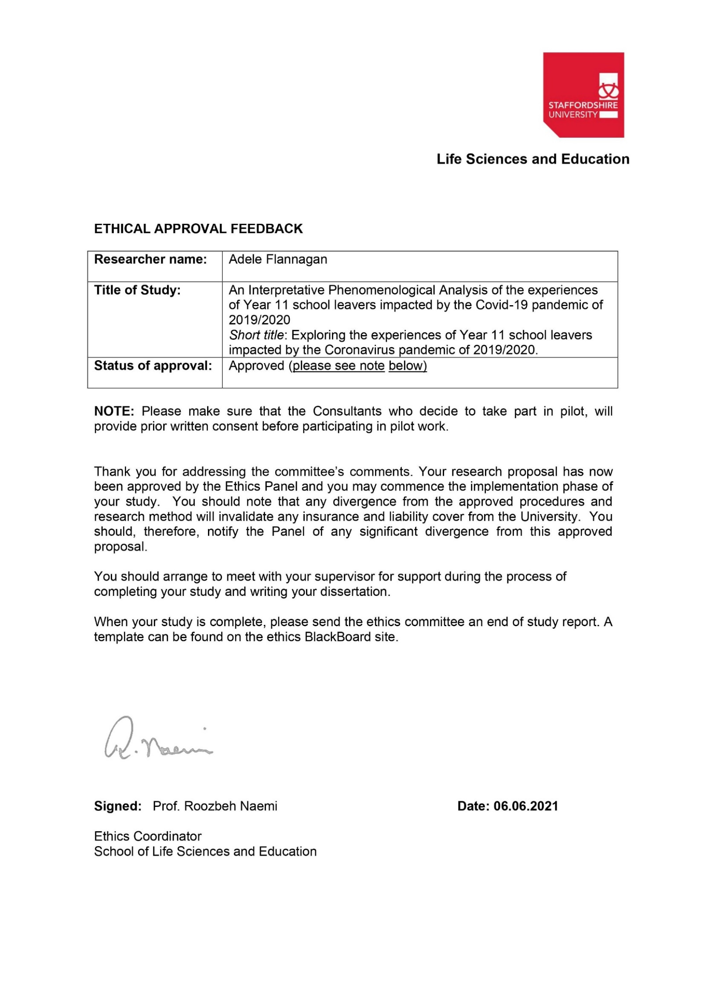 STAFFORDSHIRE
UNIVERSITY
Life Sciences and Education
ETHICAL APPROVAL FEEDBACK
Researcher name: Adele Flannagan
Title of Study: An Interpretative Phenomenological Analysis of the experiences
of Year 11 school leavers impacted by the Covid-19 pandemic of
2019/2020
Short title: Exploring the experiences of Year 11 school leavers
impacted by the Coronavirus pandemic of 2019/2020.
Status of approval: Approved (please see note below)
NOTE: Please make sure that the Consultants who decide to take part in pilot, will
provide prior written consent before participating in pilot work.
Thank you for addressing the committee’s comments. Your research proposal has now
been approved by the Ethics Panel and you may commence the implementation phase of
your study. You should note that any divergence from the approved procedures and
research method will invalidate any insurance and liability cover from the University. You
should, therefore, notify the Panel of any significant divergence from this approved
proposal.
You should arrange to meet with your supervisor for support during the process of
completing your study and writing your dissertation.
When your study is complete, please send the ethics committee an end of study report. A
template can be found on the ethics BlackBoard site.
R. Naemi
Signed: Prof. Roozbeh Naemi Date: 06.06.2021
Ethics Coordinator
School of Life Sciences and Education